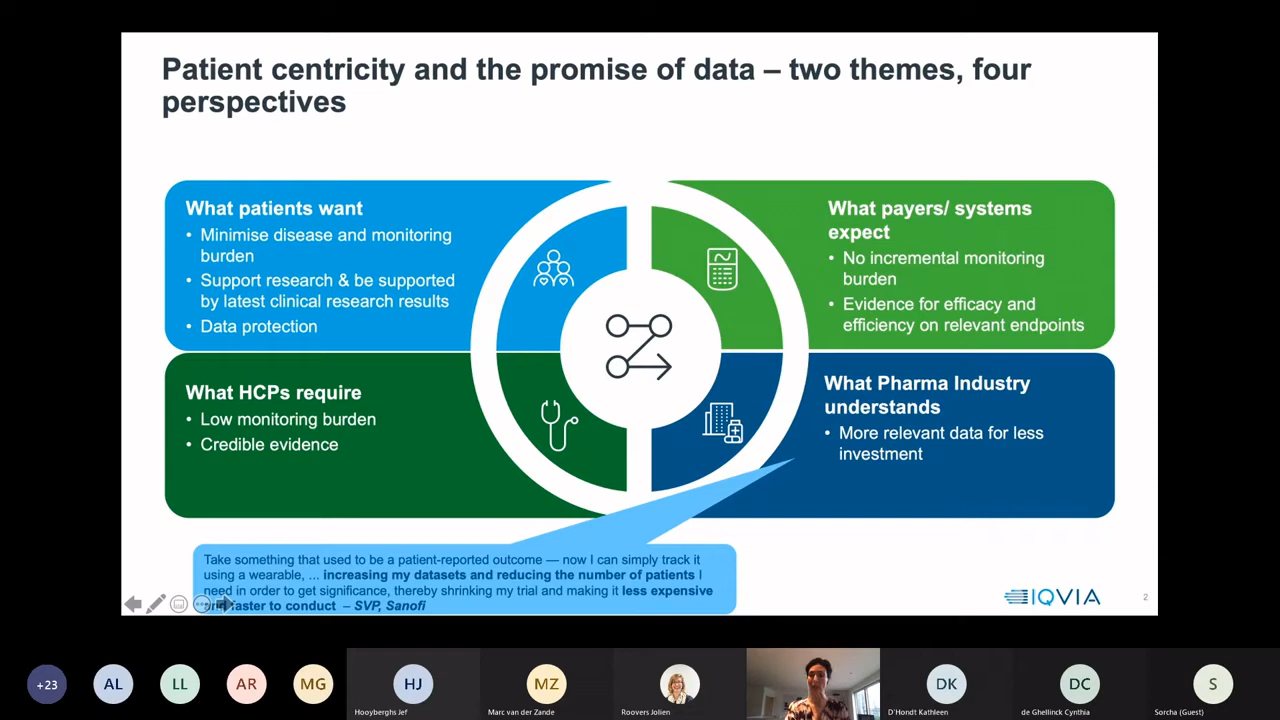 Patient centricity and the promise of data – two themes, four
perspectives
What patients want
• Minimise disease and monitoring
burden
• Support research & be supported
by latest clinical research results
• Data protection
What payers/ systems
expect
• No incremental monitoring
burden
• Evidence for efficacy and
efficiency on relevant endpoints
What HCPs require
• Low monitoring burden
• Credible evidence
What Pharma Industry
understands
• More relevant data for less
investment
Take something that used to be a patient-reported outcome — now I can simply track it
using a wearable, ... increasing my datasets and reducing the number of patients I
need in order to get significance, thereby shrinking my trial and making it less expensive
and faster to conduct – SVP, Sanofi
IQVIA
2
+23
AL
LL
AR
MG
HJ
Hooyberghs Jef
MZ
Marc van der Zande
Roovers Jolien
DK
D'Hondt Kathleen
DC
de Ghellinck Cynthia
S
Sorcha (Guest)